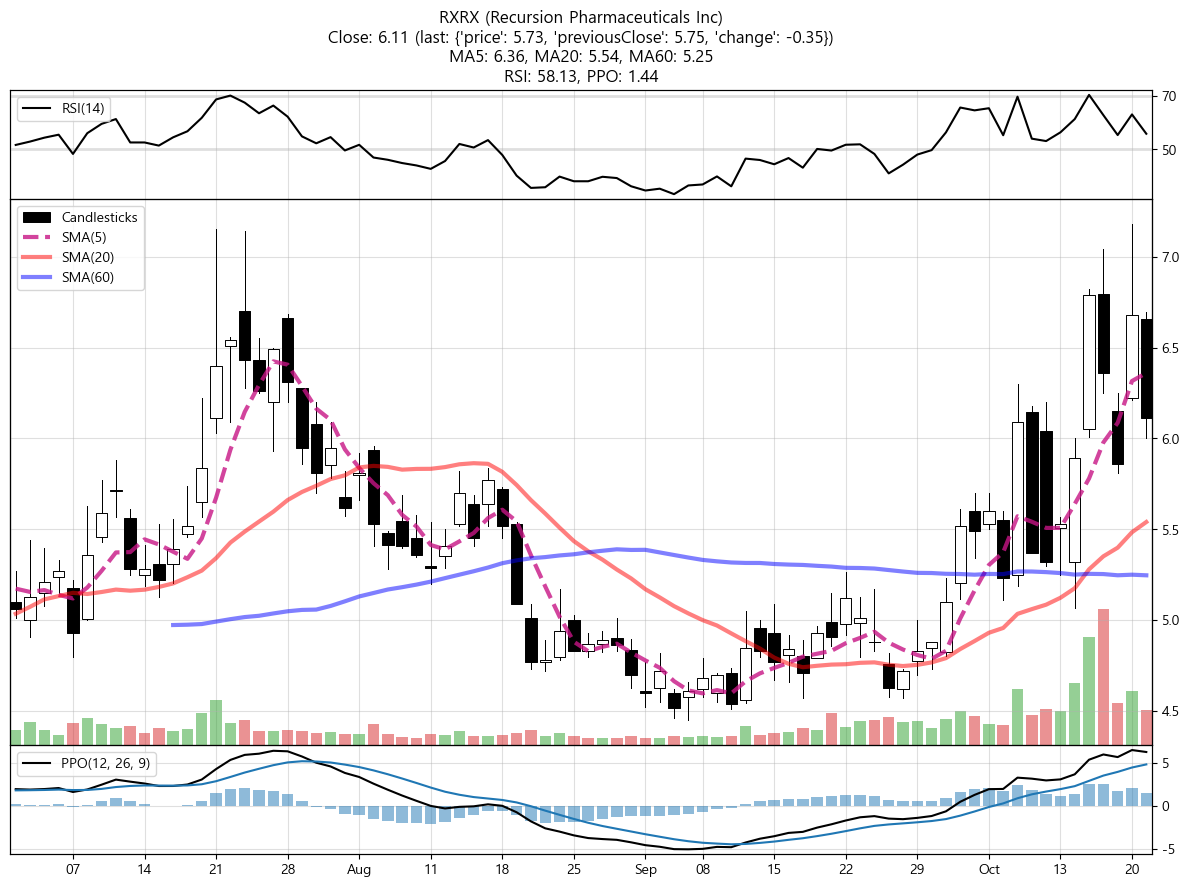 RXRX (Recursion Pharmaceuticals Inc)
Close: 6.11 (last: {'price': 5.73, 'previousClose': 5.75, 'change': -0.35})
MA5: 6.36, MA20: 5.54, MA60: 5.25
RSI: 58.13, PPO: 1.44
RSI(14)
70
50
Candlesticks
SMA(5)
SMA(20)
SMA(60)
7.0
6.5
6.0
5.5
5.0
4.5
PPO(12, 26, 9)
5
0
-5
07 14 21 28 Aug 11 18 25 Sep 08 15 22 29 Oct 13 20